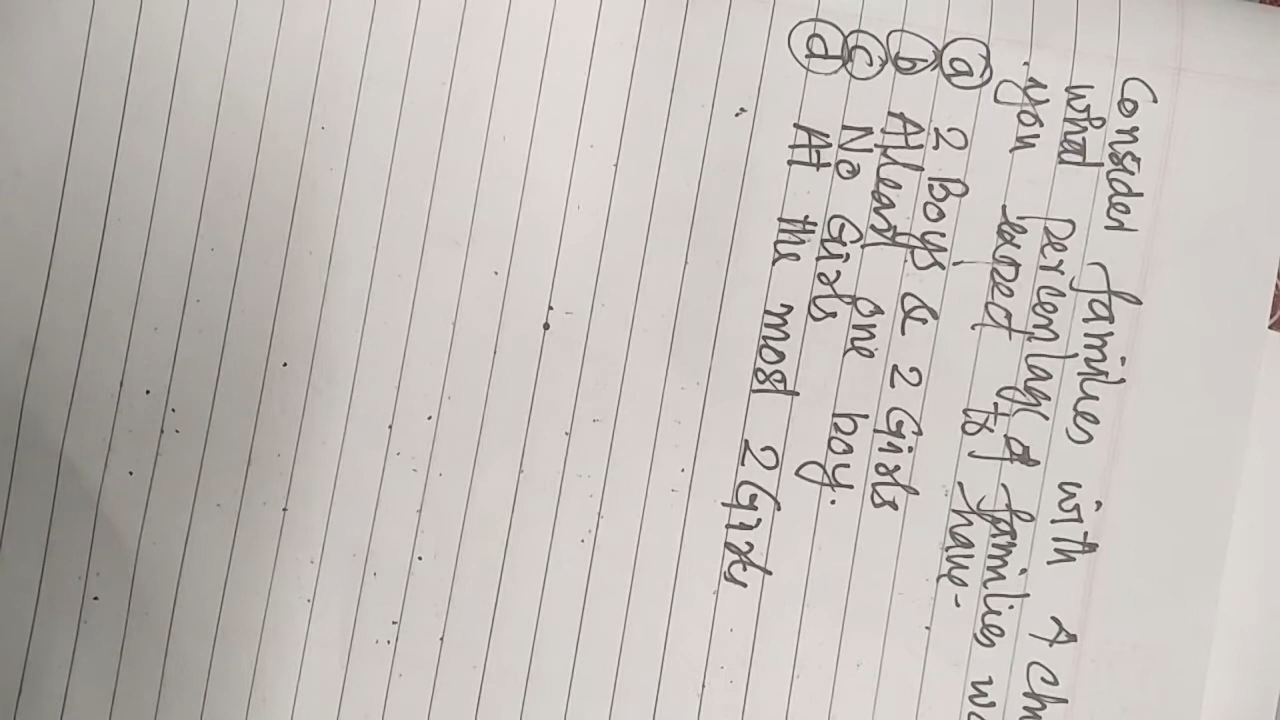 Consider families with 4 ch
what percentage of families wo
you expect to have-
(a) 2 Boys & 2 Girls
(b) Atleast one boy.
(c) No Girls
(d) At the most 2 Girls